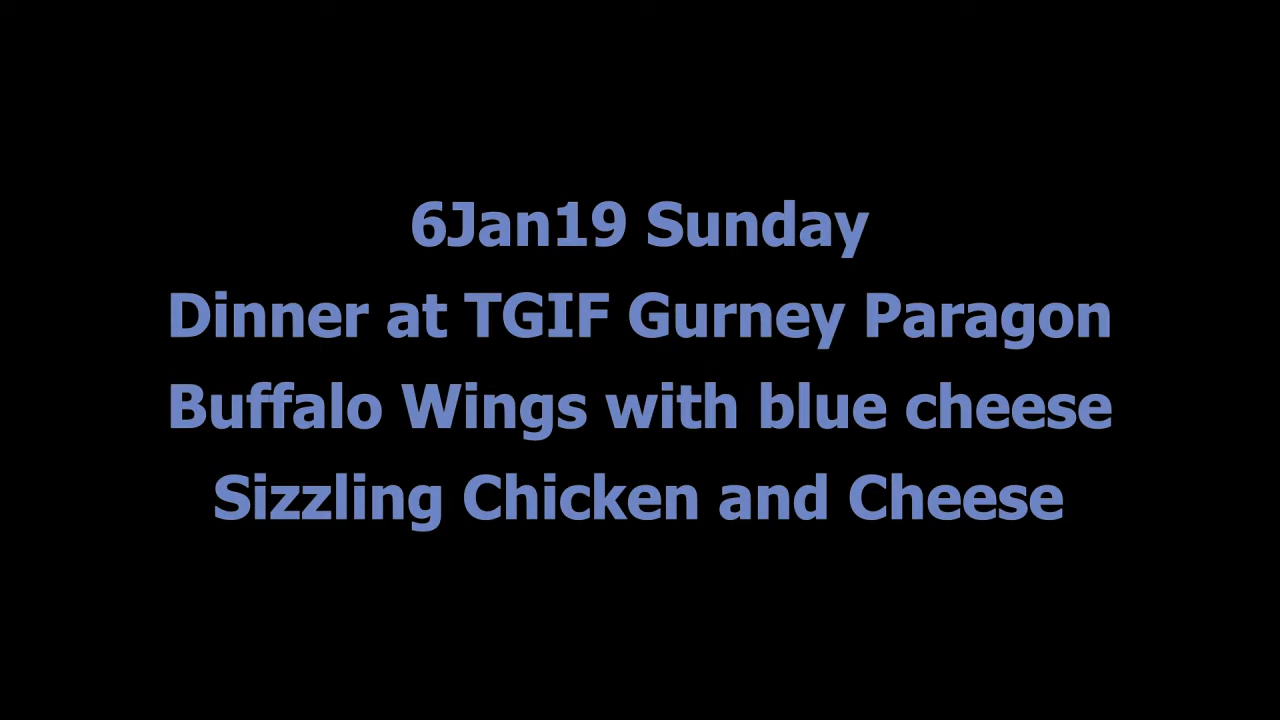 6Jan19 Sunday
Dinner at TGIF Gurney Paragon
Buffalo Wings with blue cheese
Sizzling Chicken and Cheese